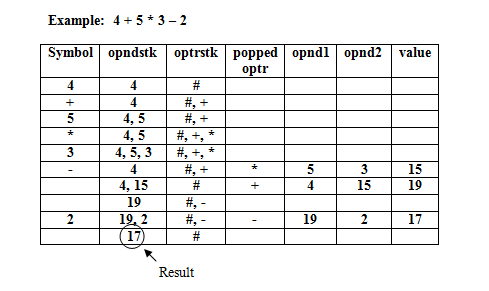 Example: 4 + 5 * 3 – 2
Symbol opndstk optrstk popped optr opnd1 opnd2 value
4 4 #
+ 4 #, +
5 4, 5 #, +
* 4, 5 #, +, *
3 4, 5, 3 #, +, *
- 4 #, + * 5 3 15
4, 15 # + 4 15 19
19 #, -
2 19, 2 #, - - 19 2 17
17 #
Result